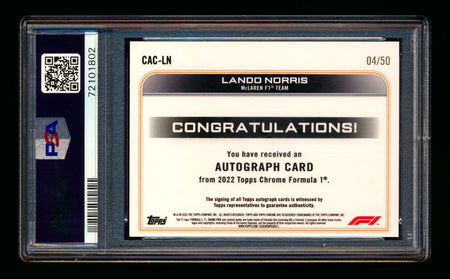 CAC-LN
04/50
LANDO NORRIS
McLAREN F1® TEAM
CONGRATULATIONS!
You have received an
AUTOGRAPH CARD
from 2022 Topps Chrome Formula 1®.
The signing of all Topps autograph cards is witnessed by
Topps representatives to guarantee authenticity.
Topps
F1
PSA
72101802